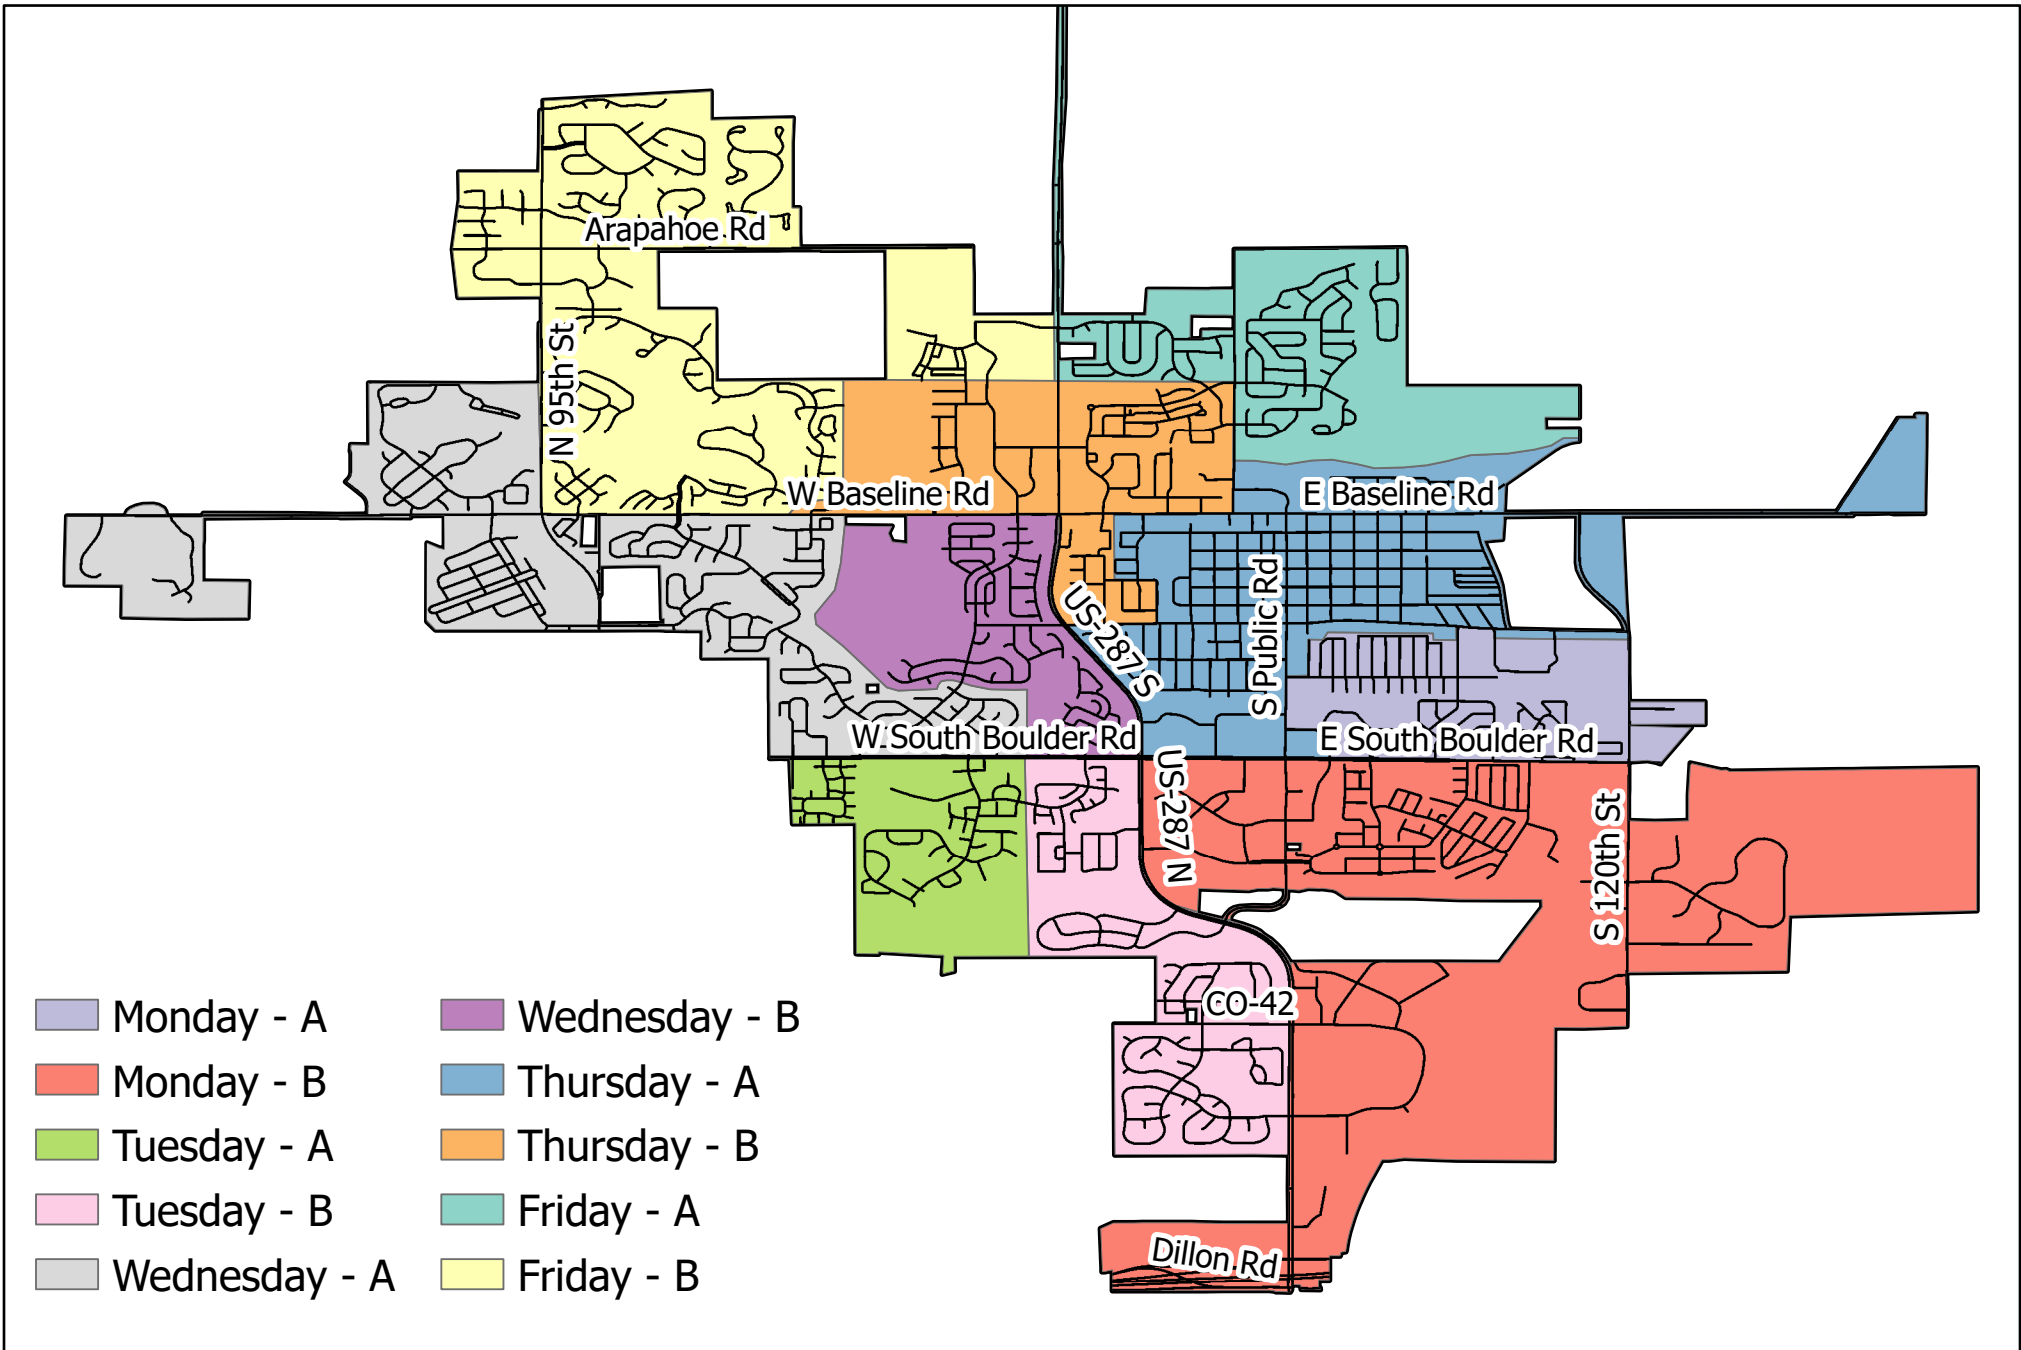 Arapahoe Rd
N 95th St
W Baseline Rd
E Baseline Rd
US-287 S
S Public Rd
W South Boulder Rd
E South Boulder Rd
US-287 N
S 120th St
CO-42
Dillon Rd
Monday - A
Monday - B
Tuesday - A
Tuesday - B
Wednesday - A
Wednesday - B
Thursday - A
Thursday - B
Friday - A
Friday - B